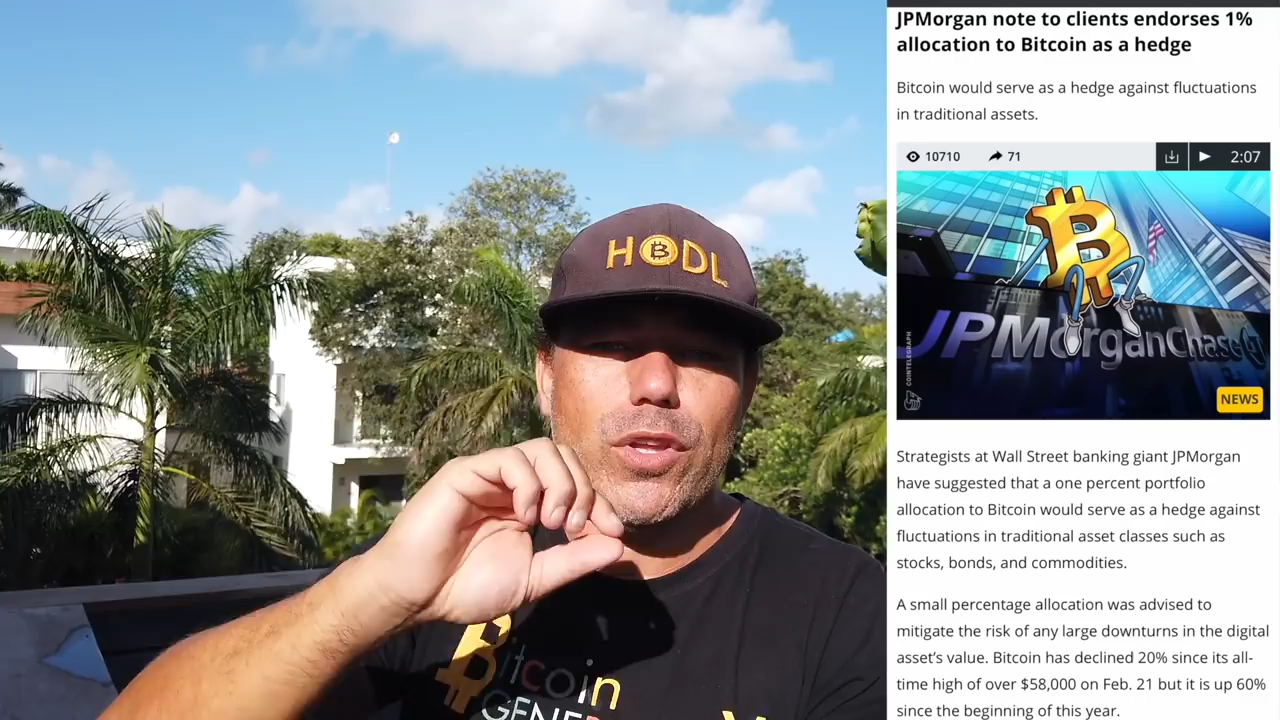 JPMorgan note to clients endorses 1%
allocation to Bitcoin as a hedge
Bitcoin would serve as a hedge against fluctuations
in traditional assets.
10710
71
2:07
JPMorganChase
COINTELEGRAPH
NEWS
Strategists at Wall Street banking giant JPMorgan
have suggested that a one percent portfolio
allocation to Bitcoin would serve as a hedge against
fluctuations in traditional asset classes such as
stocks, bonds, and commodities.
A small percentage allocation was advised to
mitigate the risk of any large downturns in the digital
asset's value. Bitcoin has declined 20% since its all-
time high of over $58,000 on Feb. 21 but it is up 60%
since the beginning of this year.
HODL
Bitcoin